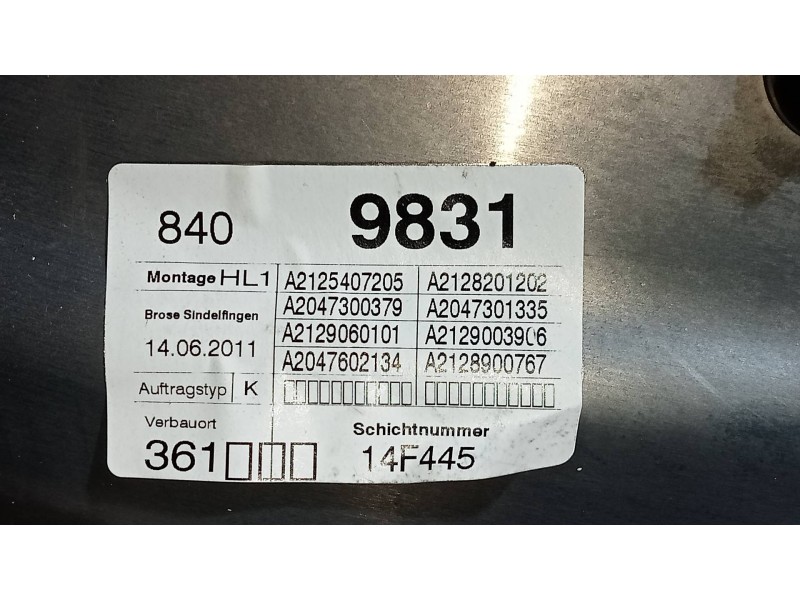 840 9831
Montage HL1 A2125407205 A2128201202
A2047300379 A2047301335
Brose Sindelfingen
A2129060101 A2129003906
14.06.2011
A2047602134 A2128900767
Auftragstyp K
Verbauort Schichtnummer
361 14F445